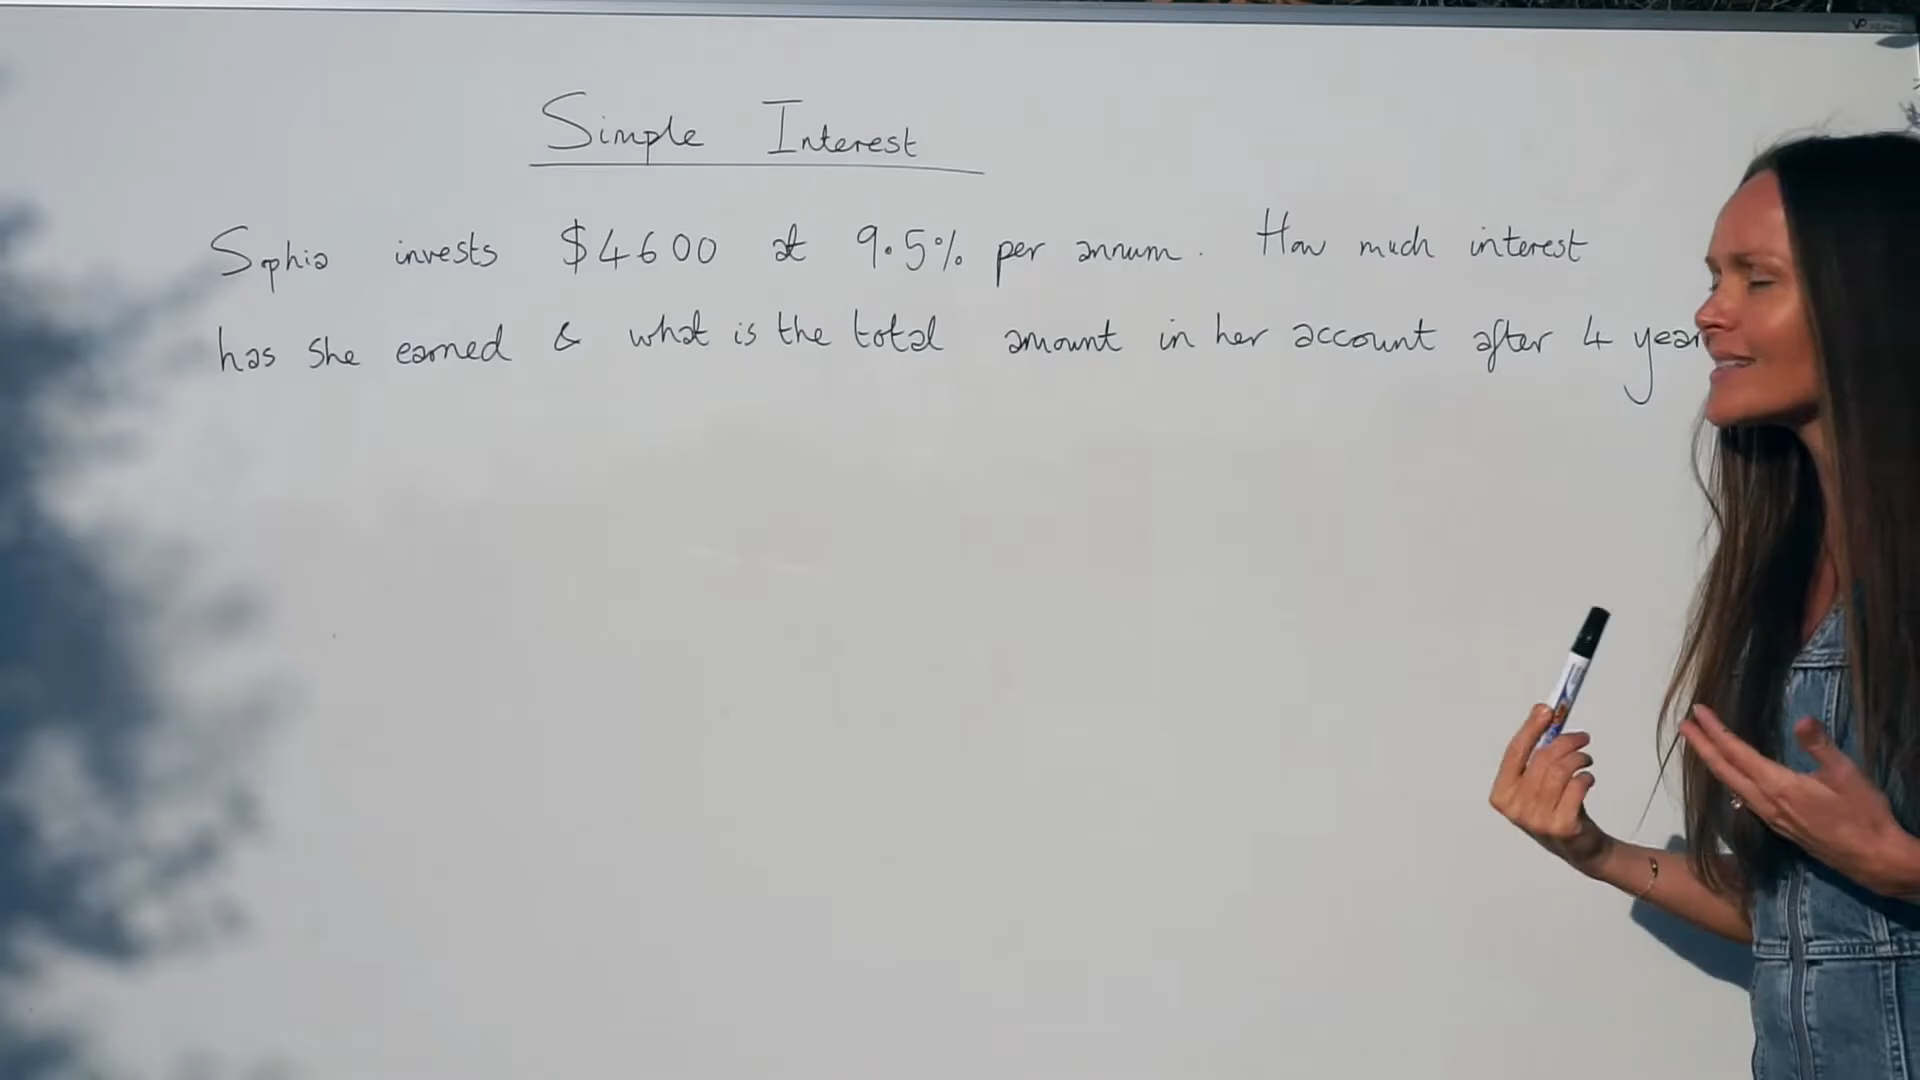 Simple Interest
Sophia invests $4600 at 9.5% per annum. How much interest
has she earned & what is the total amount in her account after 4 year